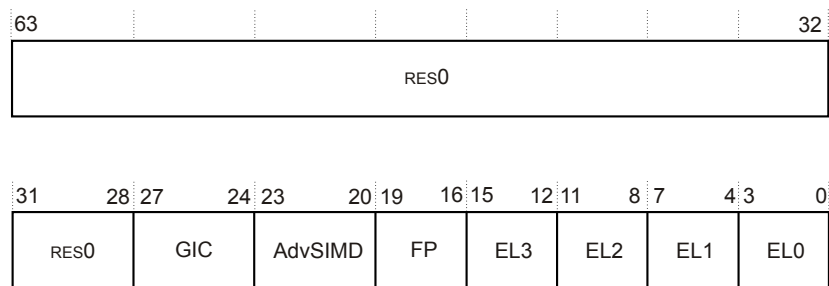 63 32
RES0
31 28 27 24 23 20 19 16 15 12 11 8 7 4 3 0
RES0 GIC AdvSIMD FP EL3 EL2 EL1 EL0